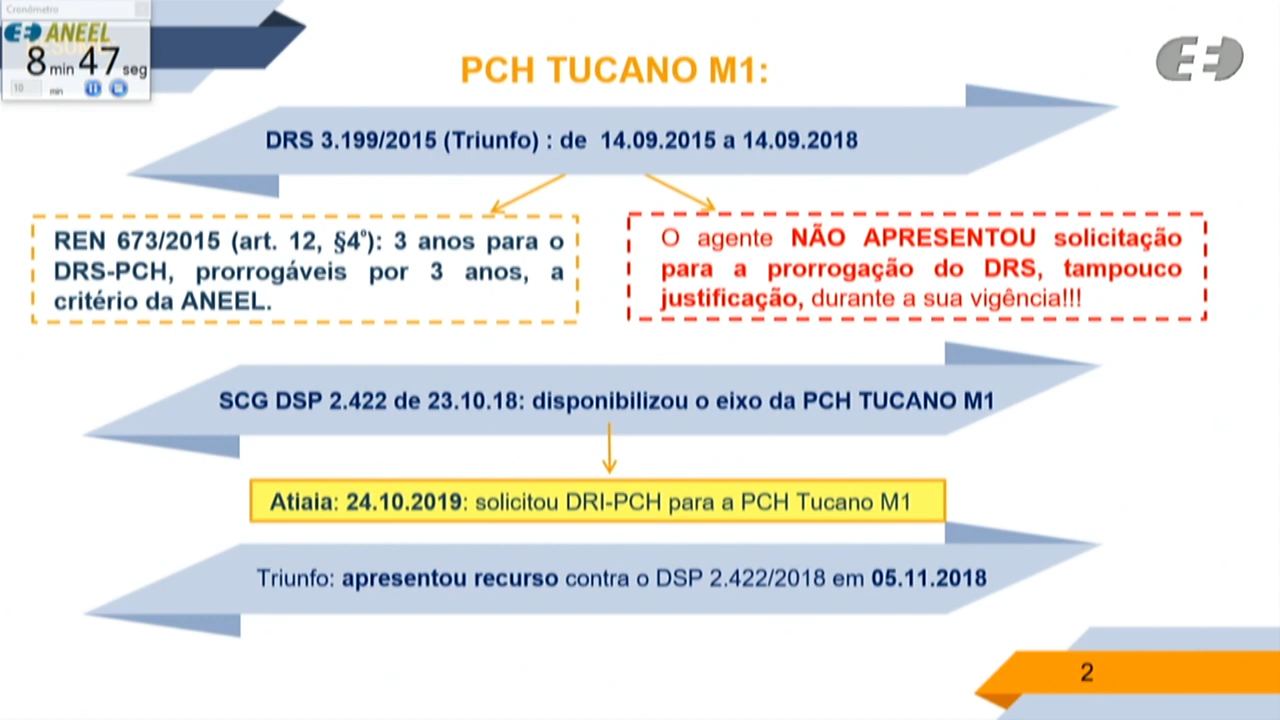 Cronômetro
ANEEL
8 min 47 seg
10 min
PCH TUCANO M1:
DRS 3.199/2015 (Triunfo) : de 14.09.2015 a 14.09.2018
REN 673/2015 (art. 12, §4º): 3 anos para o
DRS-PCH, prorrogáveis por 3 anos, a
critério da ANEEL.
O agente NÃO APRESENTOU solicitação
para a prorrogação do DRS, tampouco
justificação, durante a sua vigência!!!
SCG DSP 2.422 de 23.10.18: disponibilizou o eixo da PCH TUCANO M1
Atiaia: 24.10.2019: solicitou DRI-PCH para a PCH Tucano M1
Triunfo: apresentou recurso contra o DSP 2.422/2018 em 05.11.2018
2